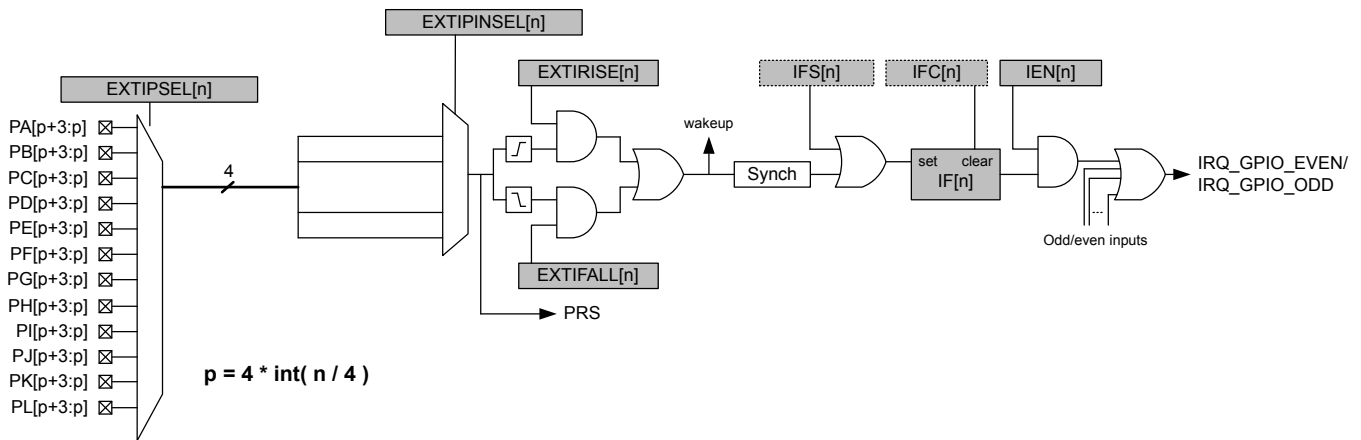 EXTIPINSEL[n]
EXTIPSEL[n]
EXTIRISE[n]
IFS[n]
IFC[n]
IEN[n]
PA[p+3:p]
PB[p+3:p]
PC[p+3:p]
PD[p+3:p]
PE[p+3:p]
PF[p+3:p]
PG[p+3:p]
PH[p+3:p]
PI[p+3:p]
PJ[p+3:p]
PK[p+3:p]
PL[p+3:p]
4
wakeup
Synch
set clear
IF[n]
IRQ_GPIO_EVEN/
IRQ_GPIO_ODD
...
Odd/even inputs
EXTIFALL[n]
PRS
p = 4 * int( n / 4 )